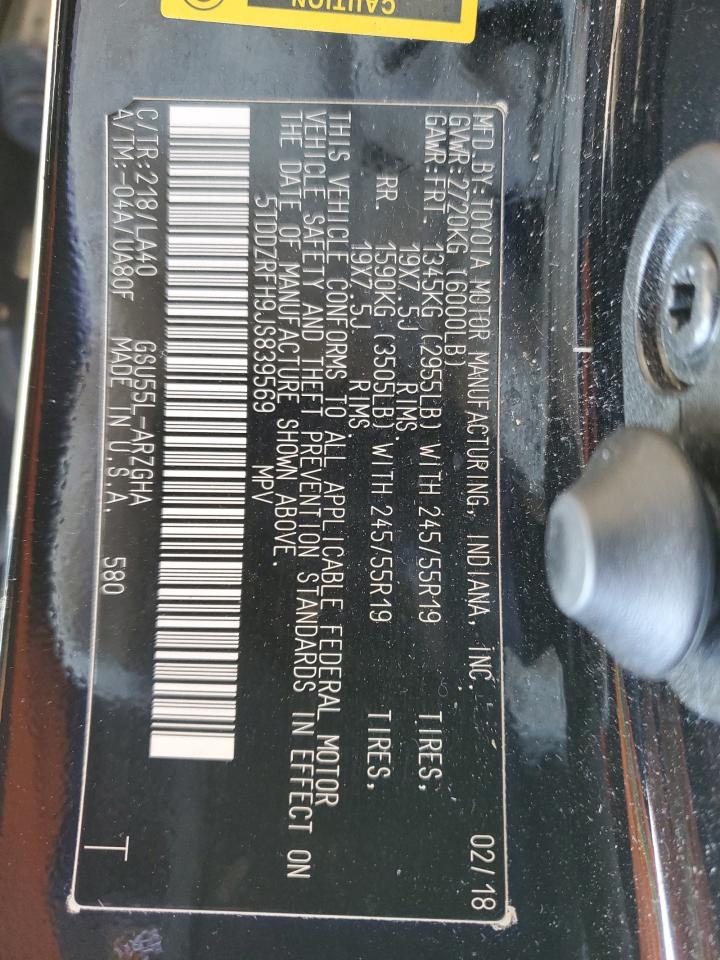 CAUTION
MFD.BY:TOYOTA MOTOR MANUFACTURING, INDIANA, INC. 02/18
GVWR:2720KG (6000LB)
GAWR:FRT. 1345KG (2955LB) WITH 245/55R19 TIRES,
19X7.5J RIMS.
RR. 1590KG (3505LB) WITH 245/55R19 TIRES,
19X7.5J RIMS.
THIS VEHICLE CONFORMS TO ALL APPLICABLE FEDERAL MOTOR
VEHICLE SAFETY AND THEFT PREVENTION STANDARDS IN EFFECT ON
THE DATE OF MANUFACTURE SHOWN ABOVE.
5TDDZRFH9JS839569 MPV
C/TR:218/LA40 GSU55L-ARZGHA
A/TM:-04A/UA80F MADE IN U.S.A. 580
T